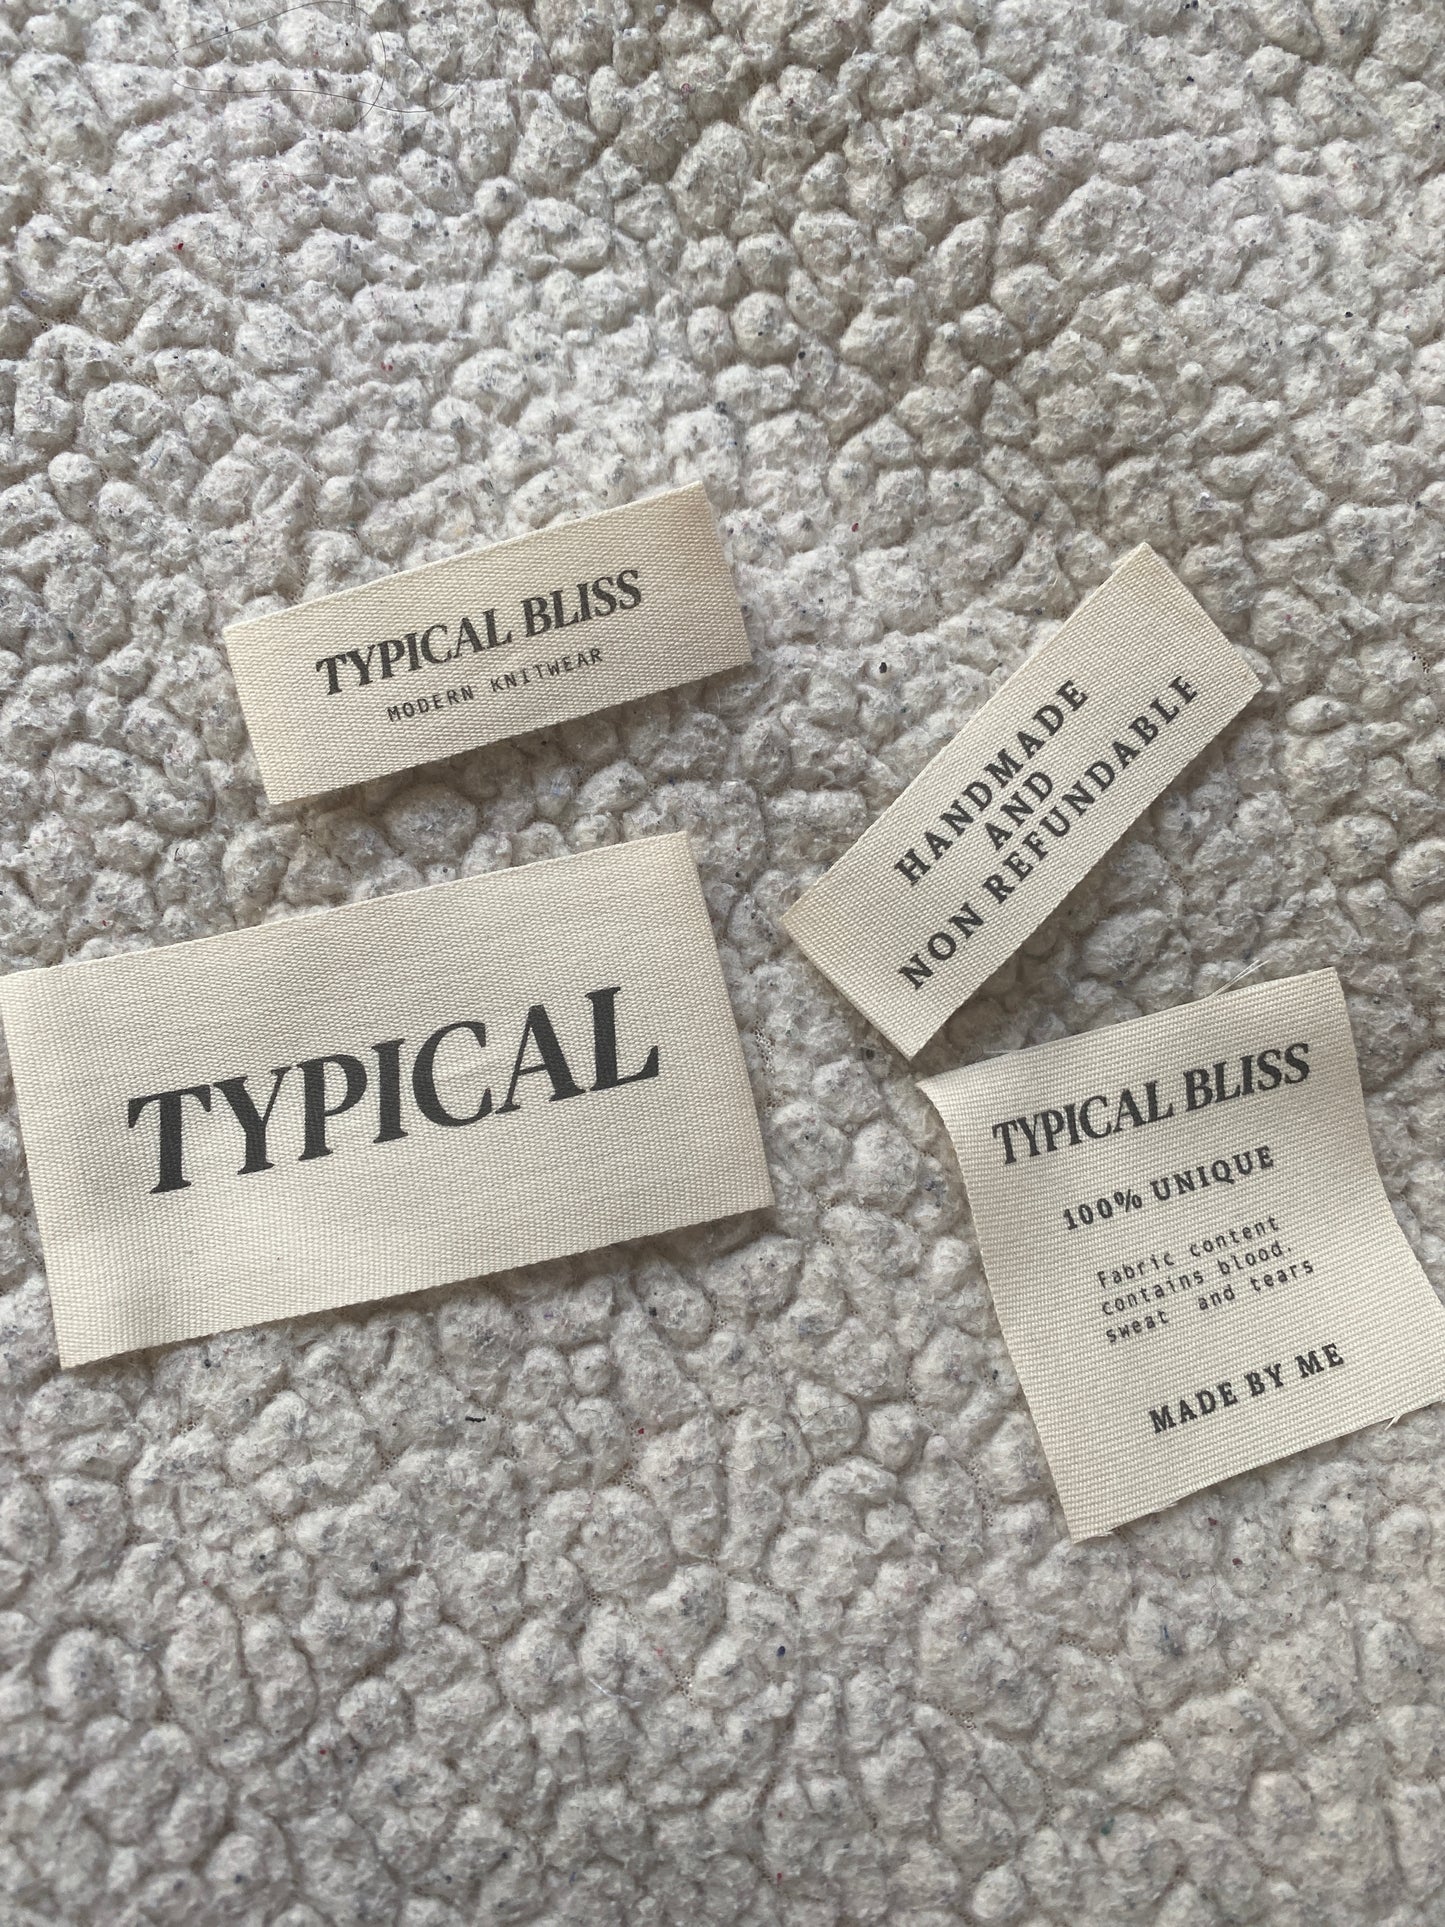 TYPICAL BLISS
MODERN KNITWEAR
HANDMADE
AND
NON REFUNDABLE
TYPICAL
TYPICAL BLISS
100% UNIQUE
Fabric content
contains blood.
sweat and tears
MADE BY ME